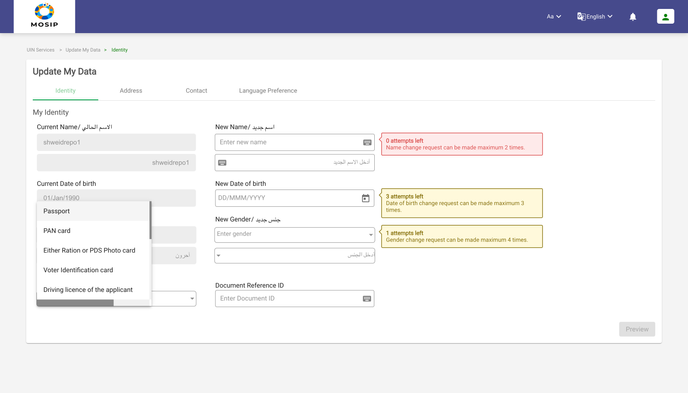 MOSIP
Aa
English
UIN Services > Update My Data > Identity
Update My Data
Identity
Address
Contact
Language Preference
My Identity
Current Name/ الاسم الحالي
shweidrepo1
shweidrepo1
New Name/ اسم جديد
Enter new name
أدخل الاسم الجديد
0 attempts left
Name change request can be made maximum 2 times.
Current Date of birth
01/Jan/1990
New Date of birth
DD/MMM/YYYY
3 attempts left
Date of birth change request can be made maximum 3
times.
New Gender/ جنس جديد
Enter gender
أدخل الجنس
1 attempts left
Gender change request can be made maximum 4 times.
Passport
PAN card
Either Ration or PDS Photo card
Voter Identification card
Driving licence of the applicant
Document Reference ID
Enter Document ID
Preview